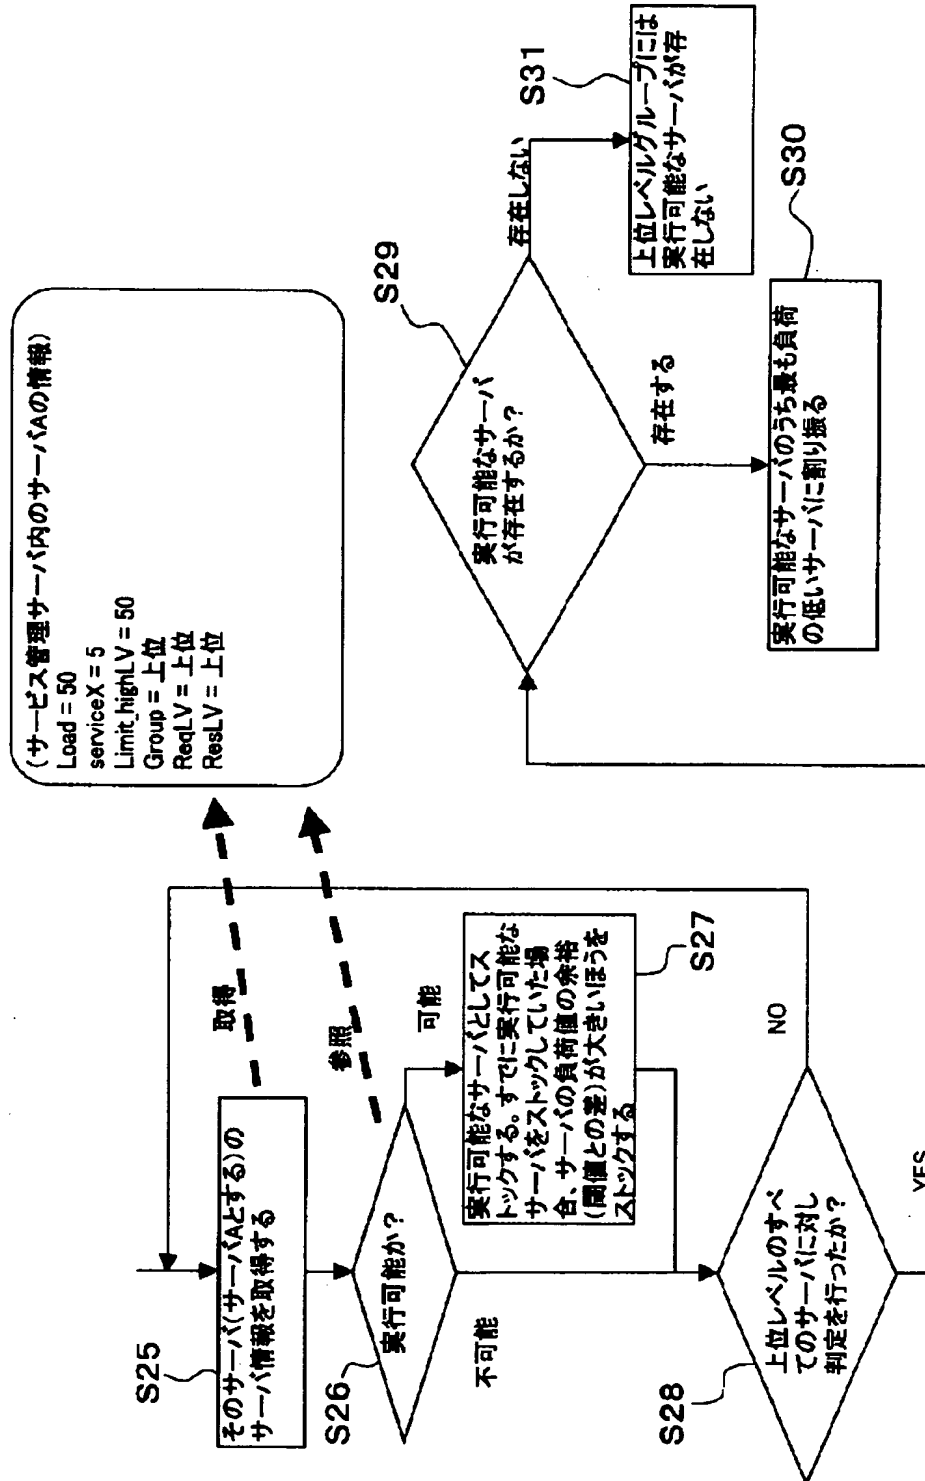 S25
そのサーバ(サーバAとする)の
サーバ情報を取得する
取得
(サービス管理サーバ内のサーバAの情報)
Load = 50
serviceX = 5
Limit_highLV = 50
Group = 上位
ReqLV = 上位
ResLV = 上位
参照
S26
実行可能か?
可能
不可能
実行可能なサーバとしてス
トックする。すでに実行可能な
サーバをストックしていた場
合、サーバの負荷値の余裕
(閾値との差)が大きいほうを
ストックする
S27
S28
上位レベルのすべ
てのサーバに対し
判定を行ったか?
NO
YES
S29
実行可能なサーバ
が存在するか?
存在しない
存在する
S31
上位レベルグループには
実行可能なサーバが存
在しない
S30
実行可能なサーバのうち最も負荷
の低いサーバに割り振る